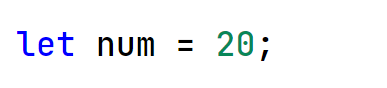 let num = 20;